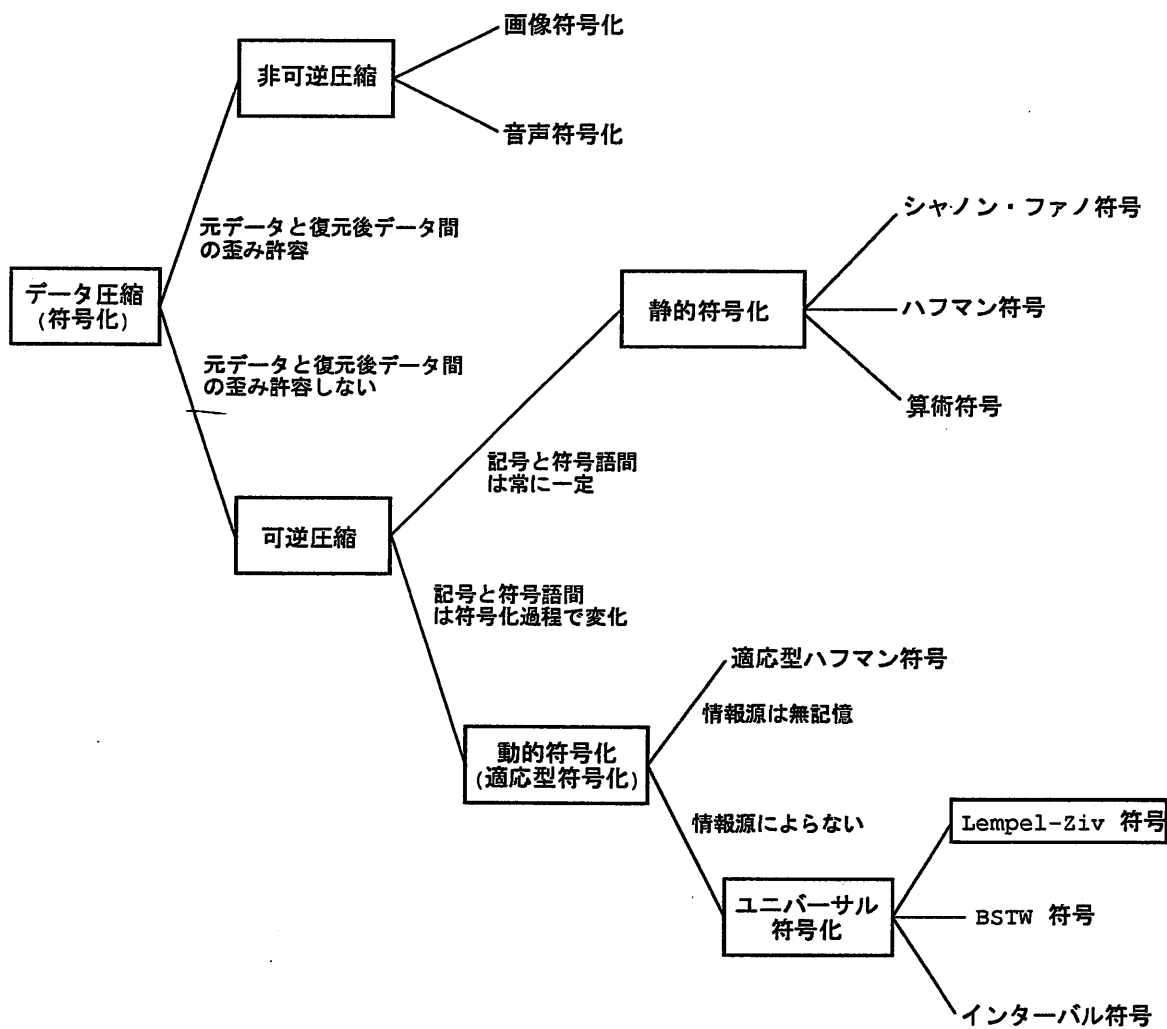 画像符号化
非可逆圧縮
音声符号化
シャノン・ファノ符号
元データと復元後データ間
の歪み許容
データ圧縮
(符号化)
静的符号化
ハフマン符号
元データと復元後データ間
の歪み許容しない
算術符号
記号と符号語間
は常に一定
可逆圧縮
記号と符号語間
は符号化過程で変化
適応型ハフマン符号
情報源は無記憶
動的符号化
(適応型符号化)
情報源によらない
Lempel-Ziv 符号
ユニバーサル
符号化
BSTW 符号
インターバル符号